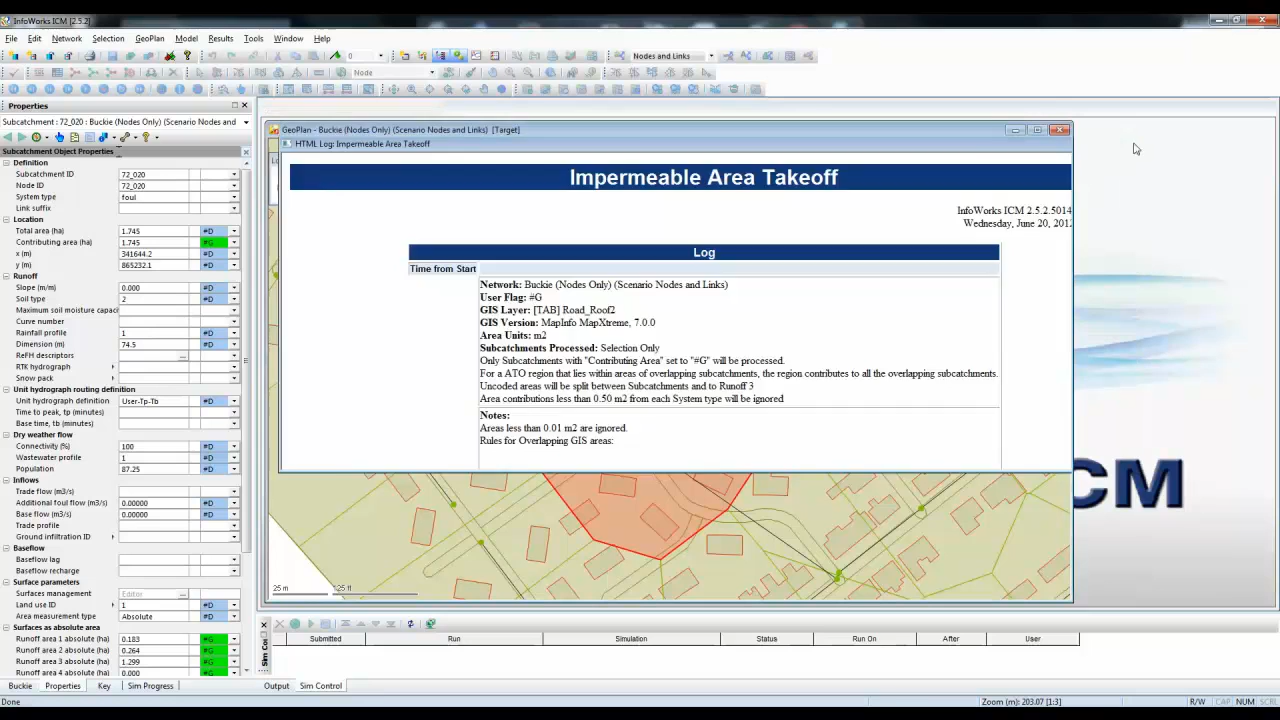 InfoWorks ICM [2.5.2]
File Edit Network Selection GeoPlan Model Results Tools Window Help
0 Nodes and Links
Node
Properties
Subcatchment : 72_020 : Buckie (Nodes Only) (Scenario Nodes and
Subcatchment Object Properties
Definition
Subcatchment ID 72_020
Node ID 72_020
System type foul
Link suffix
Location
Total area (ha) 1.745 #D
Contributing area (ha) 1.745 #G
x (m) 341644.2 #D
y (m) 865232.1 #D
Runoff
Slope (m/m) 0.000 #D
Soil type 2 #D
Maximum soil moisture capaci
Curve number
Rainfall profile 1 #D
Dimension (m) 74.5 #D
ReFH descriptors ...
RTK hydrograph
Snow pack
Unit hydrograph routing definition
Unit hydrograph definition User-Tp-Tb #D
Time to peak, tp (minutes)
Base time, tb (minutes)
Dry weather flow
Connectivity (%) 100 #D
Wastewater profile 1 #D
Population 87.25 #D
Inflows
Trade flow (m3/s)
Additional foul flow (m3/s) 0.00000 #D
Base flow (m3/s) 0.00000 #D
Trade profile
Ground infiltration ID
Baseflow
Baseflow lag
Baseflow recharge
Surface parameters
Surfaces management Editor ...
Land use ID 1 #D
Area measurement type Absolute #D
Surfaces as absolute area
Runoff area 1 absolute (ha) 0.183 #G
Runoff area 2 absolute (ha) 0.264 #G
Runoff area 3 absolute (ha) 1.299 #G
Runoff area 4 absolute (ha) 0.000 #G
Buckie Properties Key Sim Progress
GeoPlan - Buckie (Nodes Only) (Scenario Nodes and Links) [Target]
HTML Log: Impermeable Area Takeoff
Impermeable Area Takeoff
InfoWorks ICM 2.5.2.5014
Wednesday, June 20, 2012
Log
Time from Start
Network: Buckie (Nodes Only) (Scenario Nodes and Links)
User Flag: #G
GIS Layer: [TAB] Road_Roof2
GIS Version: MapInfo MapXtreme, 7.0.0
Area Units: m2
Subcatchments Processed: Selection Only
Only Subcatchments with "Contributing Area" set to "#G" will be processed.
For a ATO region that lies within areas of overlapping subcatchments, the region contributes to all the overlapping subcatchments.
Uncoded areas will be split between Subcatchments and to Runoff 3
Area contributions less than 0.50 m2 from each System type will be ignored
Notes:
Areas less than 0.01 m2 are ignored.
Rules for Overlapping GIS areas:
CM
25 m 125 ft
Sim Co
Submitted Run Simulation Status Run On After User
Output Sim Control
Done Zoom (m): 203.07 [1:3] R/W CAP NUM SCRL